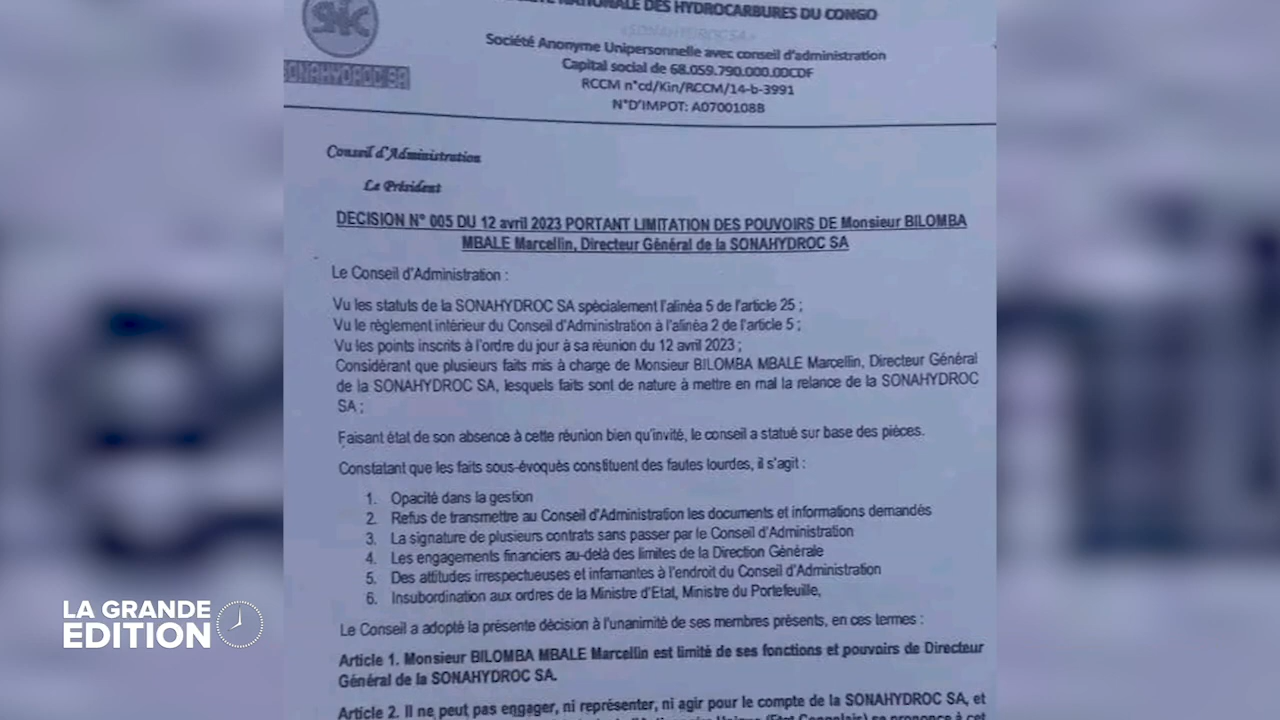 NATIONALE DES HYDROCARBURES DU CONGO
«SONAHYDROC SA»
SONAHYDROC SA
Société Anonyme Unipersonnelle avec conseil d'administration
Capital social de 68.059.790.000.00CDF
RCCM n°cd/Kin/RCCM/14-b-3991
N°D'IMPOT: A0700108B
Conseil d'Administration
Le Président
DECISION N° 005 DU 12 avril 2023 PORTANT LIMITATION DES POUVOIRS DE Monsieur BILOMBA
MBALE Marcellin, Directeur Général de la SONAHYDROC SA
Le Conseil d'Administration :
Vu les statuts de la SONAHYDROC SA spécialement l'alinéa 5 de l'article 25 ;
Vu le règlement intérieur du Conseil d'Administration à l'alinéa 2 de l'article 5 ;
Vu les points inscrits à l'ordre du jour à sa réunion du 12 avril 2023 ;
Considérant que plusieurs faits mis à charge de Monsieur BILOMBA MBALE Marcellin, Directeur Général
de la SONAHYDROC SA, lesquels faits sont de nature à mettre en mal la relance de la SONAHYDROC
SA ;
Faisant état de son absence à cette réunion bien qu'invité, le conseil a statué sur base des pièces.
Constatant que les faits sous-évoqués constituent des fautes lourdes, il s'agit :
1. Opacité dans la gestion
2. Refus de transmettre au Conseil d'Administration les documents et informations demandés
3. La signature de plusieurs contrats sans passer par le Conseil d'Administration
4. Les engagements financiers au-delà des limites de la Direction Générale
5. Des attitudes irrespectueuses et infamantes à l'endroit du Conseil d'Administration
6. Insubordination aux ordres de la Ministre d'Etat, Ministre du Portefeuille,
Le Conseil a adopté la présente décision à l'unanimité de ses membres présents, en ces termes :
Article 1. Monsieur BILOMBA MBALE Marcellin est limité de ses fonctions et pouvoirs de Directeur
Général de la SONAHYDROC SA.
Article 2. Il ne peut pas engager, ni représenter, ni agir pour le compte de la SONAHYDROC SA, et
LA GRANDE
EDITION